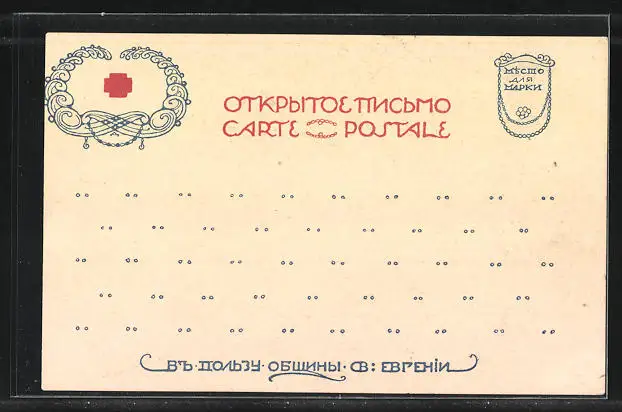 ОТКРЫТОЕ ПИСЬМО
CARTE POSTALE
МѢСТО
ДЛЯ
МАРКИ
ВЪ·ПОЛЬЗУ·ОБЩИНЫ·СВ: ЕВГЕНІИ